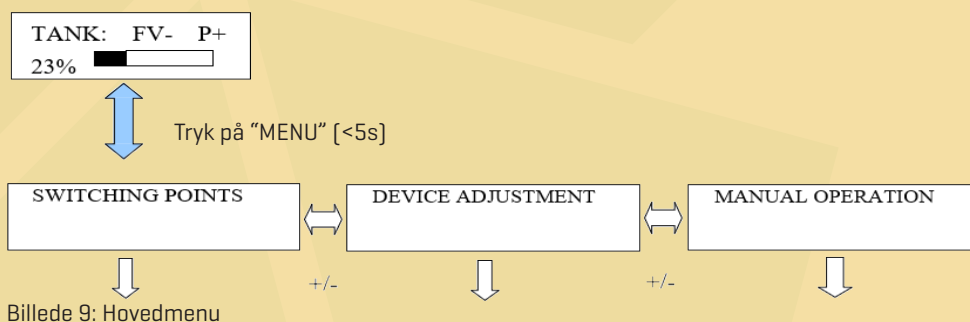 TANK: FV- P+
23%
Tryk på “MENU” (<5s)
SWITCHING POINTS
DEVICE ADJUSTMENT
MANUAL OPERATION
+/-
+/-
Billede 9: Hovedmenu